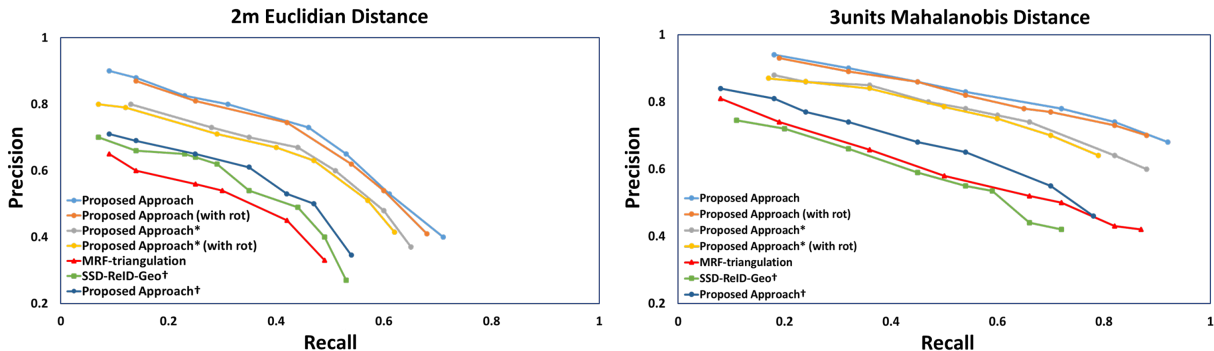 2m Euclidian Distance
1
0.8
0.6
0.4
0.2
Precision
Proposed Approach
Proposed Approach (with rot)
Proposed Approach*
Proposed Approach* (with rot)
MRF-triangulation
SSD-ReID-Geo†
Proposed Approach†
0
0.2
0.4
0.6
0.8
1
Recall
3units Mahalanobis Distance
1
0.8
0.6
0.4
0.2
Precision
Proposed Approach
Proposed Approach (with rot)
Proposed Approach*
Proposed Approach* (with rot)
MRF-triangulation
SSD-ReID-Geo†
Proposed Approach†
0
0.2
0.4
0.6
0.8
1
Recall